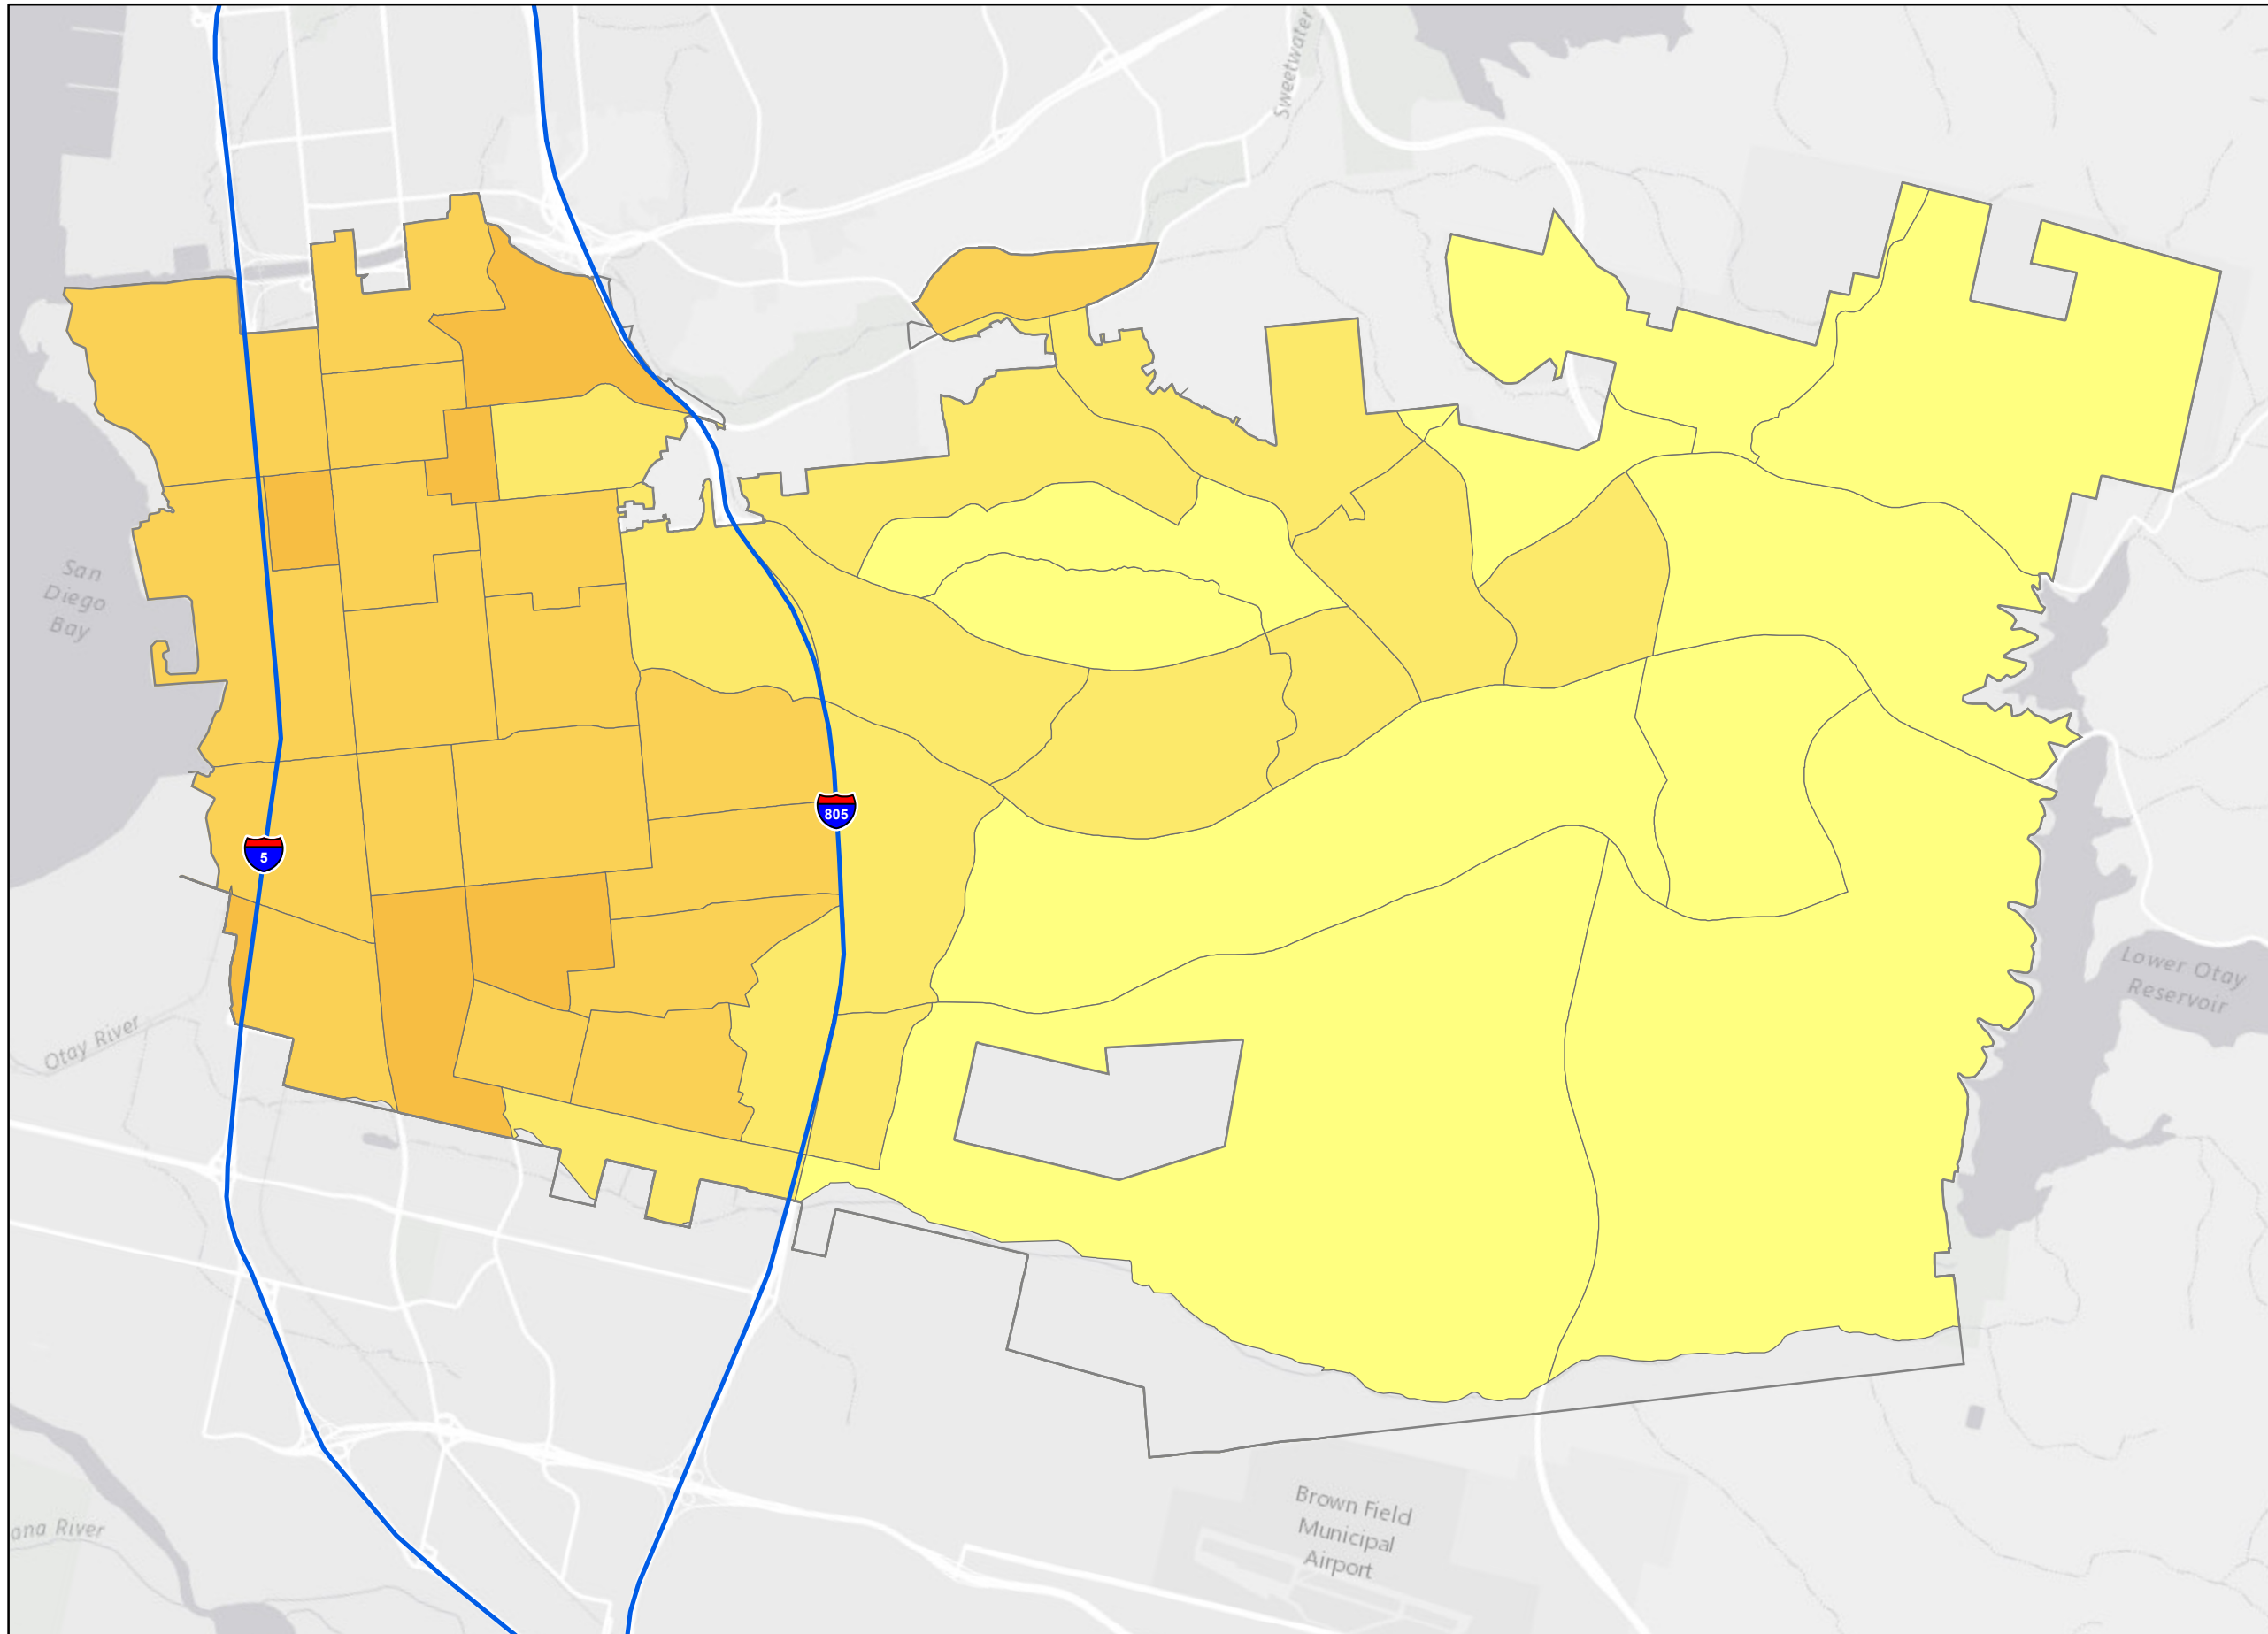 Sweetwater
San
Diego
Bay
805
5
Lower Otay
Reservoir
Otay River
Brown Field
Municipal
Airport
ana River